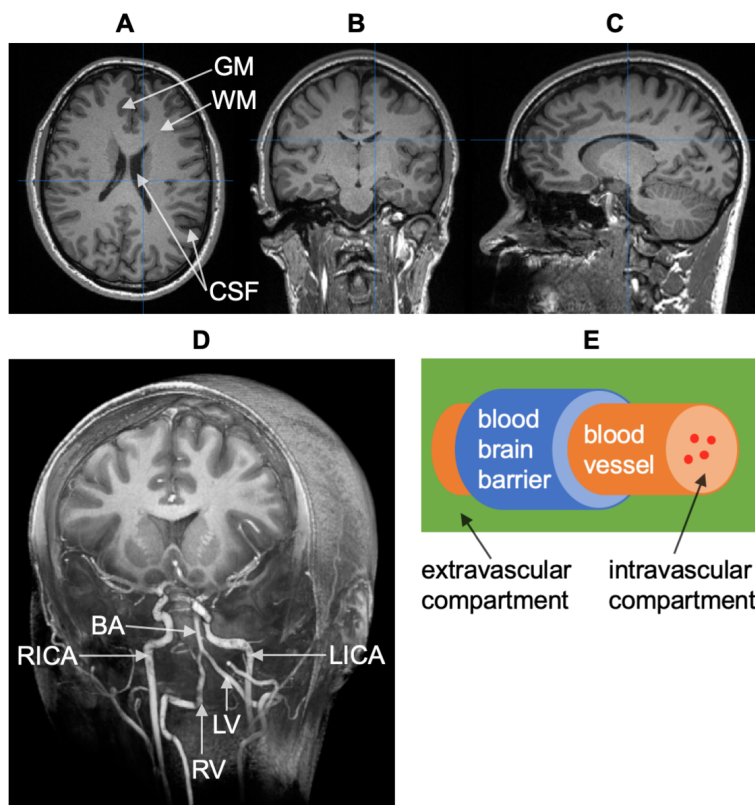 A
B
C
GM
WM
CSF
D
E
BA
RICA
LICA
LV
RV
blood
brain
barrier
blood
vessel
extravascular
compartment
intravascular
compartment